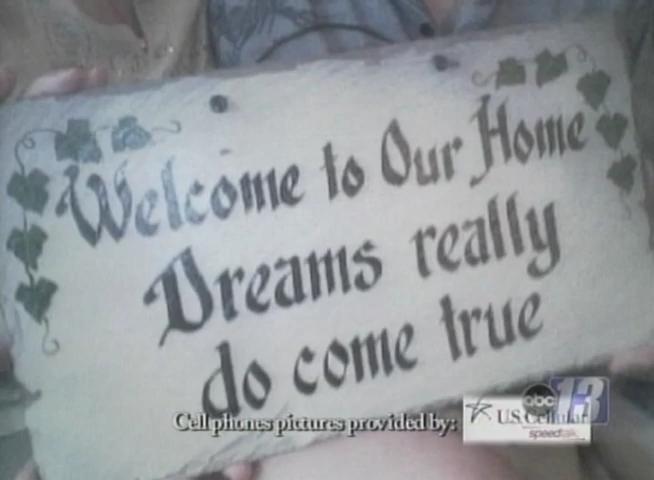 Welcome to Our Home
Dreams really
do come true
Cell phones pictures provided by:
U.S. Cellular
speedtalk
abc 13